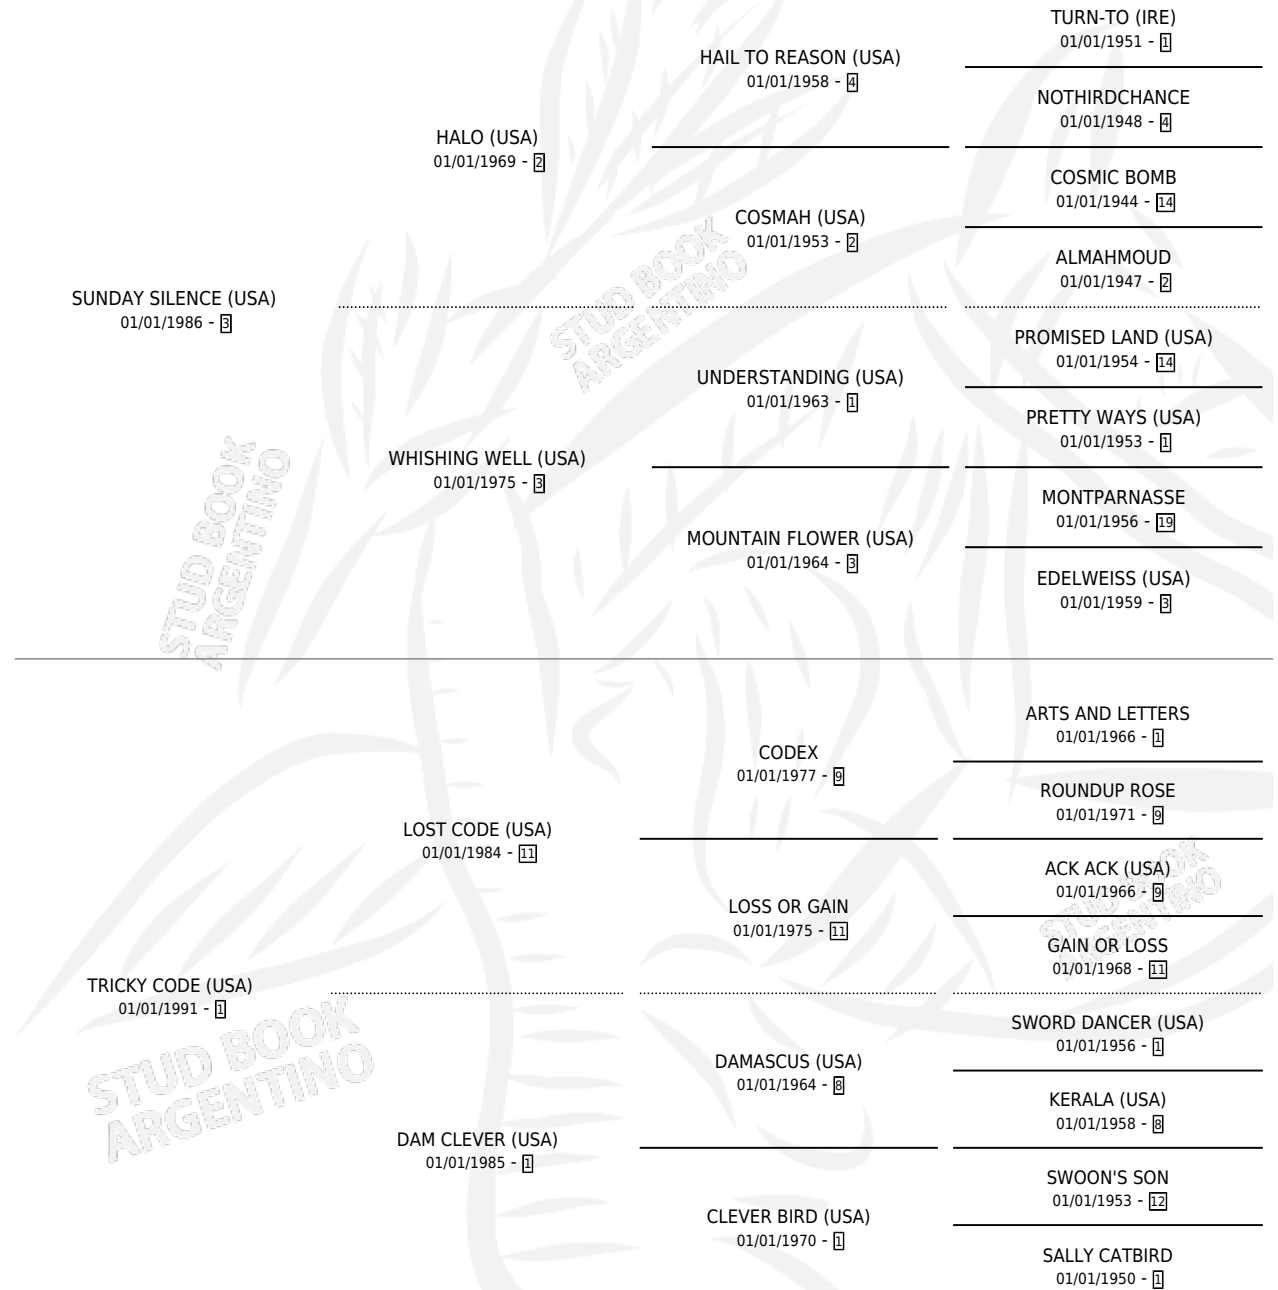 TURN-TO (IRE)
01/01/1951 - 1
HAIL TO REASON (USA)
01/01/1958 - 4
NOTHIRDCHANCE
01/01/1948 - 4
HALO (USA)
01/01/1969 - 2
COSMIC BOMB
01/01/1944 - 14
COSMAH (USA)
01/01/1953 - 2
ALMAHMOUD
01/01/1947 - 2
SUNDAY SILENCE (USA)
01/01/1986 - 3
PROMISED LAND (USA)
01/01/1954 - 14
UNDERSTANDING (USA)
01/01/1963 - 1
PRETTY WAYS (USA)
01/01/1953 - 1
WHISHING WELL (USA)
01/01/1975 - 3
MONTPARNASSE
01/01/1956 - 19
MOUNTAIN FLOWER (USA)
01/01/1964 - 3
EDELWEISS (USA)
01/01/1959 - 3
ARTS AND LETTERS
01/01/1966 - 1
CODEX
01/01/1977 - 9
ROUNDUP ROSE
01/01/1971 - 9
LOST CODE (USA)
01/01/1984 - 11
ACK ACK (USA)
01/01/1966 - 9
LOSS OR GAIN
01/01/1975 - 11
GAIN OR LOSS
01/01/1968 - 11
TRICKY CODE (USA)
01/01/1991 - 1
SWORD DANCER (USA)
01/01/1956 - 1
DAMASCUS (USA)
01/01/1964 - 8
KERALA (USA)
01/01/1958 - 8
DAM CLEVER (USA)
01/01/1985 - 1
SWOON'S SON
01/01/1953 - 12
CLEVER BIRD (USA)
01/01/1970 - 1
SALLY CATBIRD
01/01/1950 - 1
STUD BOOK
ARGENTINO
STUD BOOK
ARGENTINO
STUD BOOK
ARGENTINO
STUD BOOK
ARGENTINO